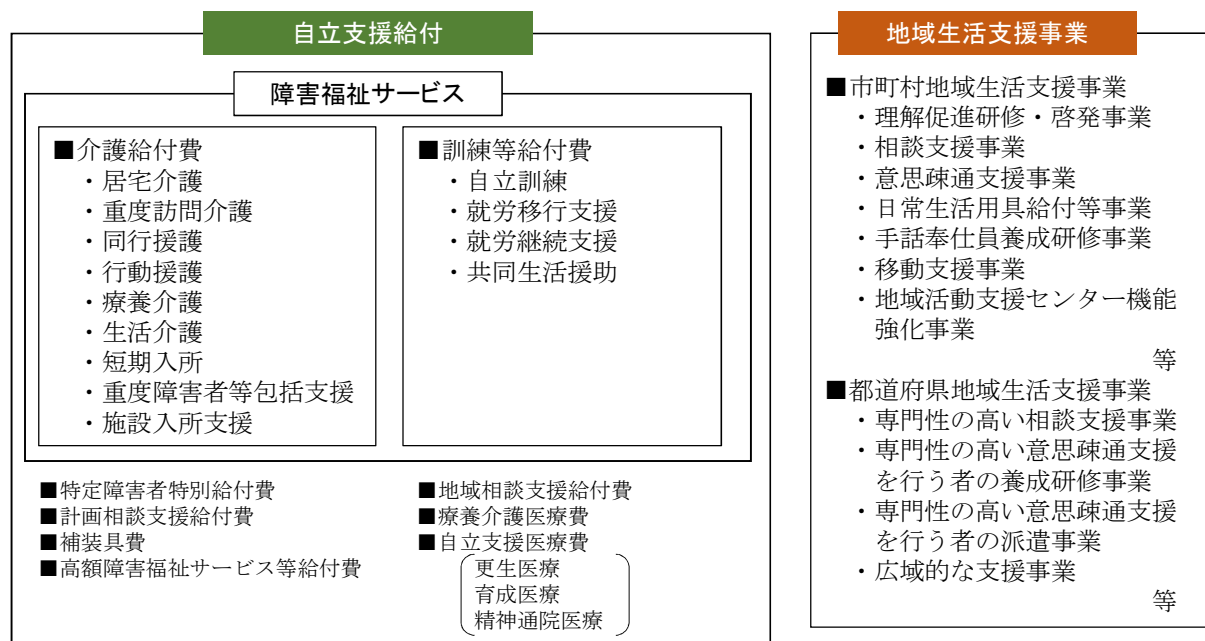 自立支援給付
障害福祉サービス
■介護給付費
・居宅介護
・重度訪問介護
・同行援護
・行動援護
・療養介護
・生活介護
・短期入所
・重度障害者等包括支援
・施設入所支援
■訓練等給付費
・自立訓練
・就労移行支援
・就労継続支援
・共同生活援助
■特定障害者特別給付費
■計画相談支援給付費
■補装具費
■高額障害福祉サービス等給付費
■地域相談支援給付費
■療養介護医療費
■自立支援医療費
更生医療
育成医療
精神通院医療
地域生活支援事業
■市町村地域生活支援事業
・理解促進研修・啓発事業
・相談支援事業
・意思疎通支援事業
・日常生活用具給付等事業
・手話奉仕員養成研修事業
・移動支援事業
・地域活動支援センター機能
強化事業
等
■都道府県地域生活支援事業
・専門性の高い相談支援事業
・専門性の高い意思疎通支援
を行う者の養成研修事業
・専門性の高い意思疎通支援
を行う者の派遣事業
・広域的な支援事業
等